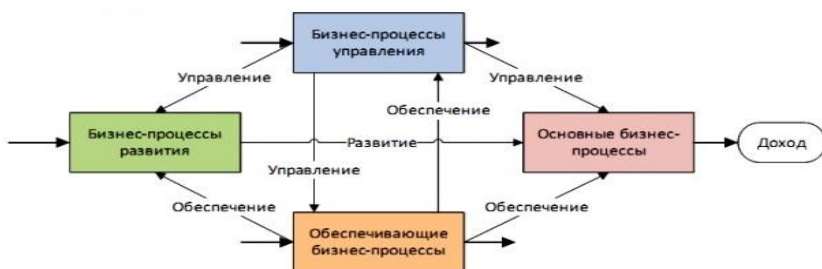 Бизнес-процессы
управления
Управление
Управление
Обеспечение
Бизнес-процессы
развития
Развитие
Основные бизнес-
процессы
Доход
Управление
Обеспечение
Обеспечение
Обеспечивающие
бизнес-процессы